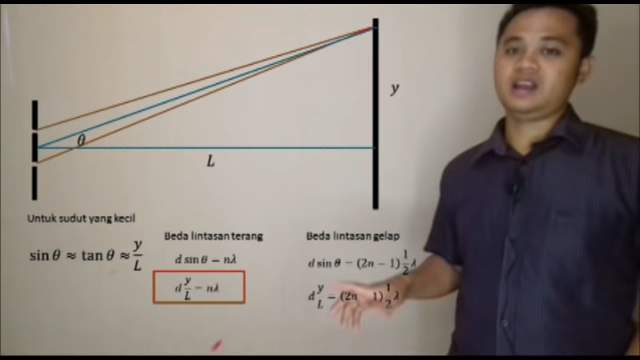 θ
y
L
Untuk sudut yang kecil
sin θ ≈ tan θ ≈ y/L
Beda lintasan terang
d sin θ = nλ
d y/L = nλ
Beda lintasan gelap
d sin θ = (2n − 1) 1/2 λ
d y/L = (2n 1) 1/2 λ